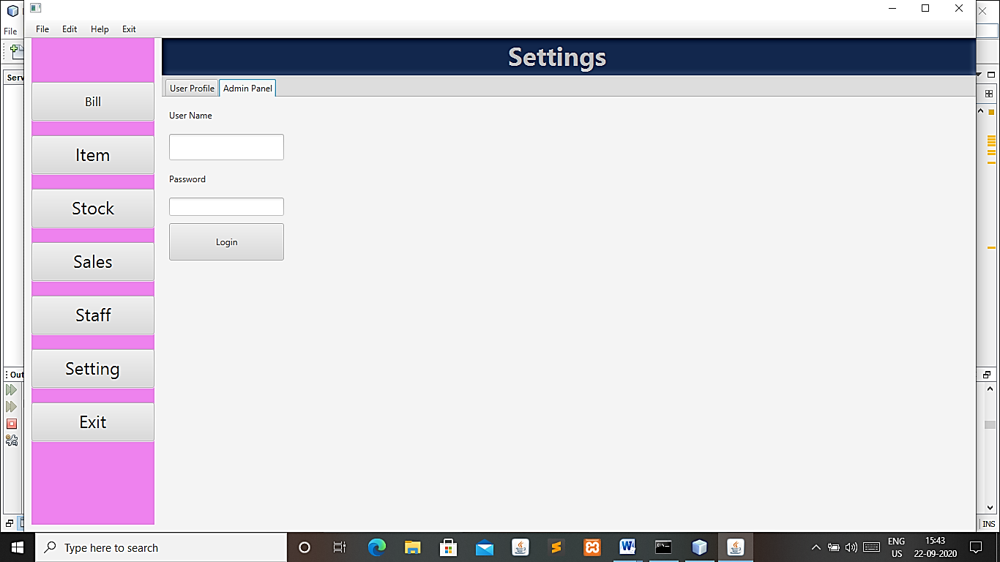 File
File Edit Help Exit
Settings
Serv
User Profile Admin Panel
Bill
User Name
Item
Password
Stock
Login
Sales
Staff
Setting
Out
Exit
INS
Type here to search
ENG
US
15:43
22-09-2020